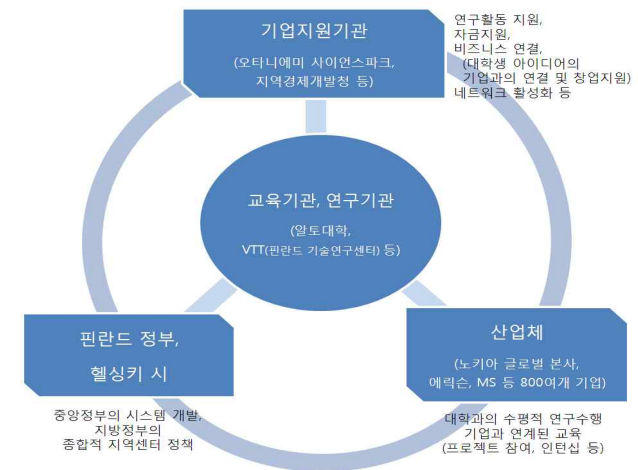 기업지원기관
(오타니에미 사이언스파크,
지역경제개발청 등)
연구활동 지원,
자금지원,
비즈니스 연결,
(대학생 아이디어의
기업과의 연결 및 창업지원)
네트워크 활성화 등
교육기관, 연구기관
(알토대학,
VTT(핀란드 기술연구센터) 등)
핀란드 정부,
헬싱키 시
중앙정부의 시스템 개발,
지방정부의
종합적 지역센터 정책
산업체
(노키아 글로벌 본사,
에릭슨, MS 등 800여개 기업)
대학과의 수평적 연구수행
기업과 연계된 교육
(프로젝트 참여, 인턴십 등)